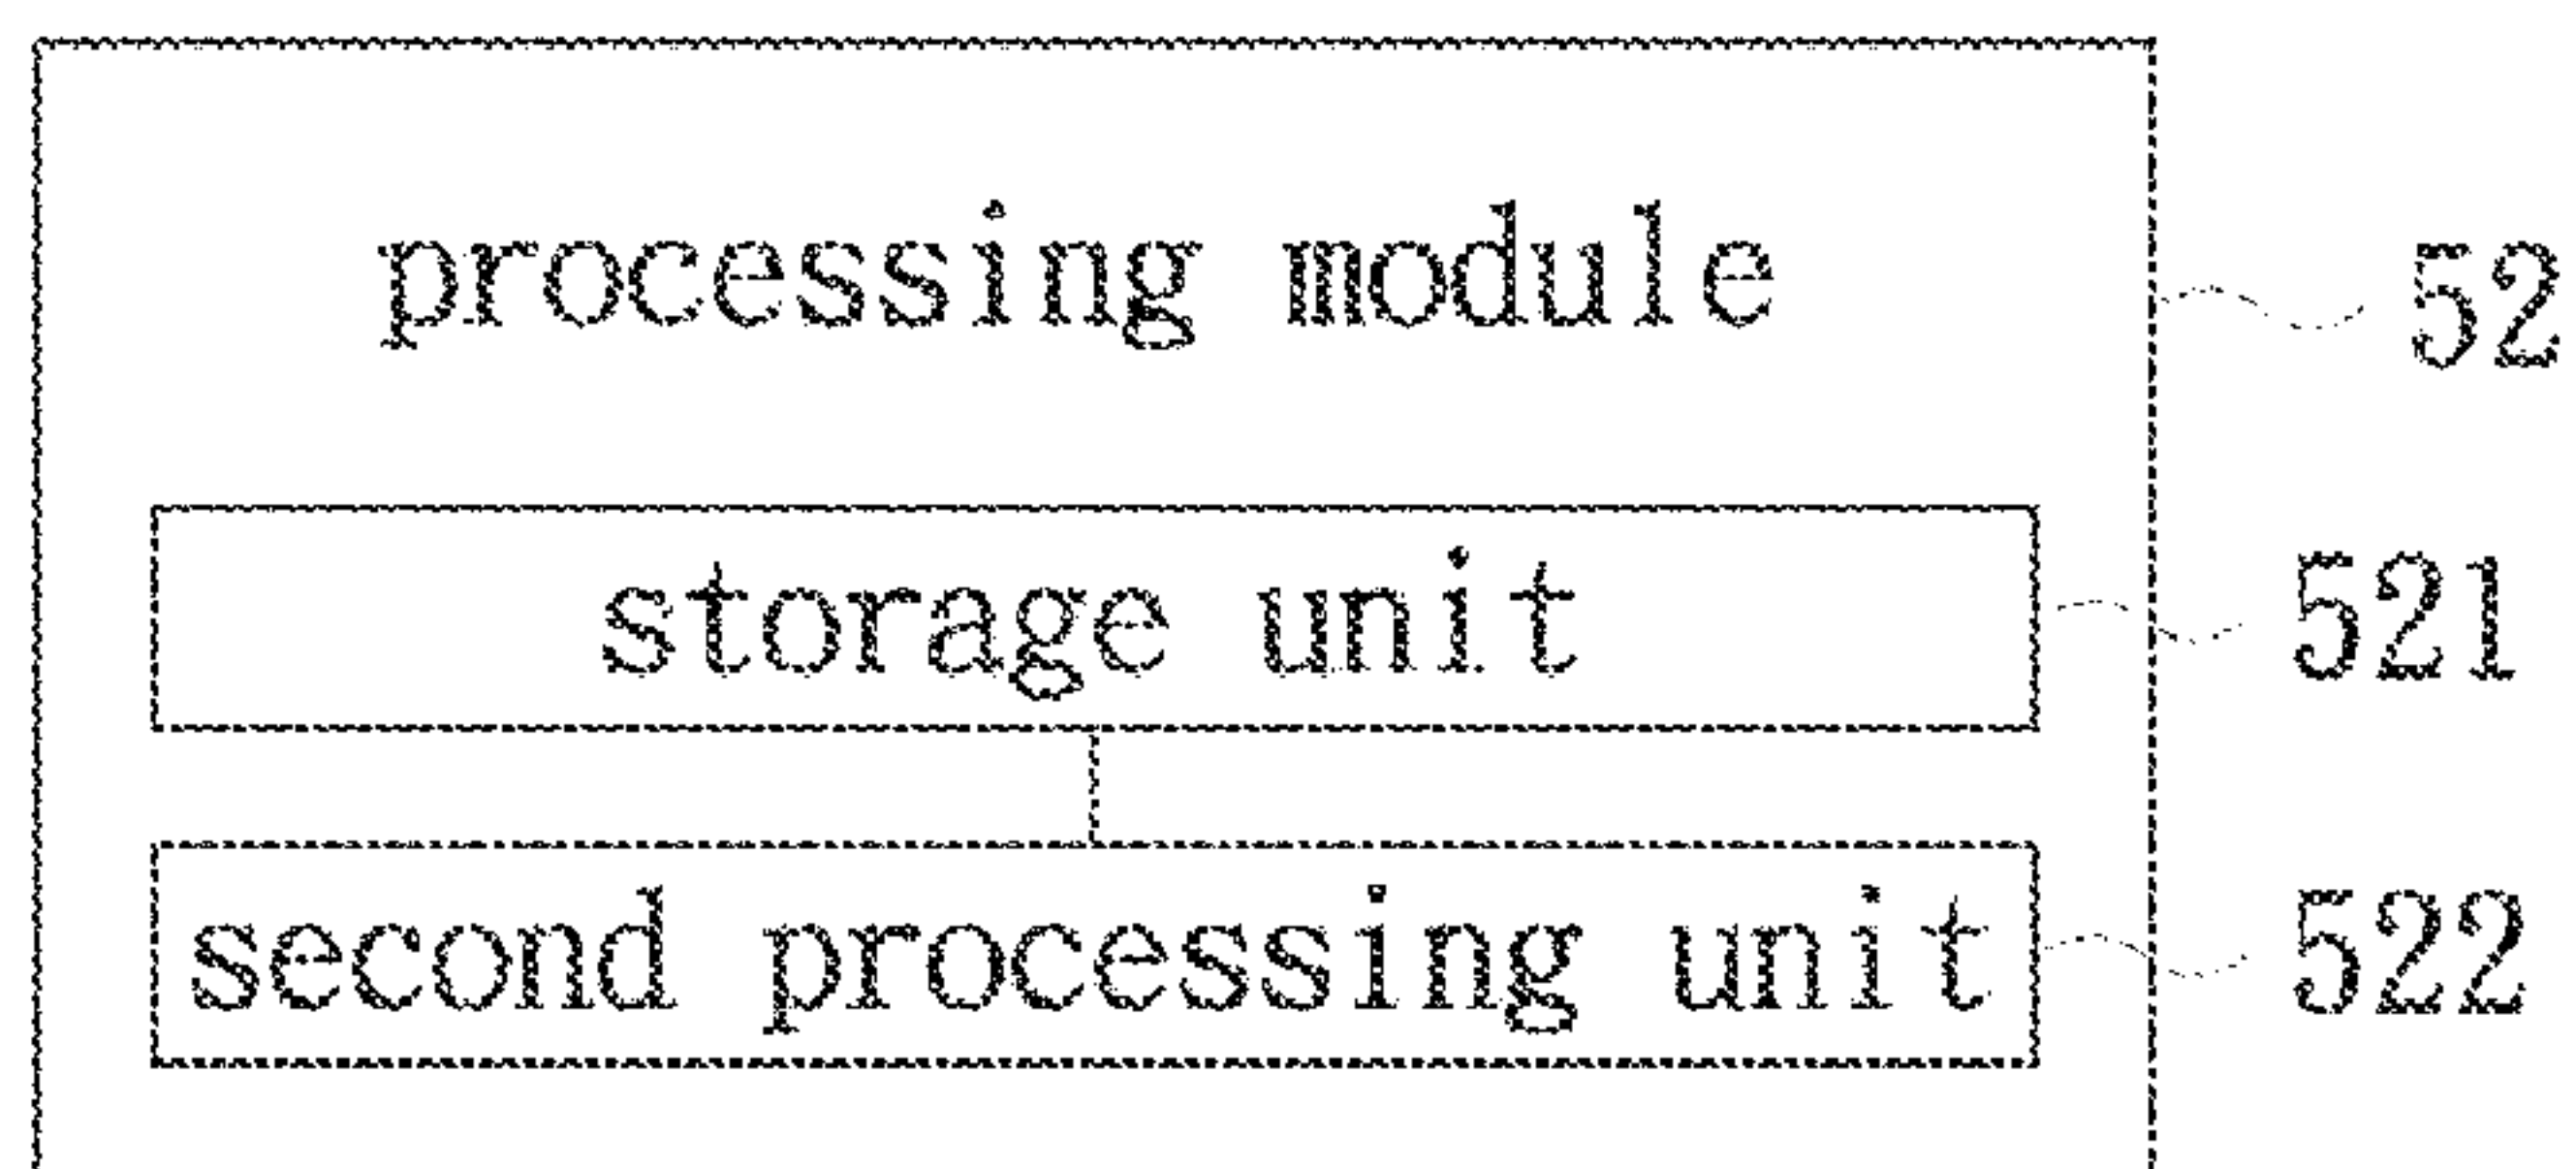 processing module 52
storage unit 521
second processing unit 522